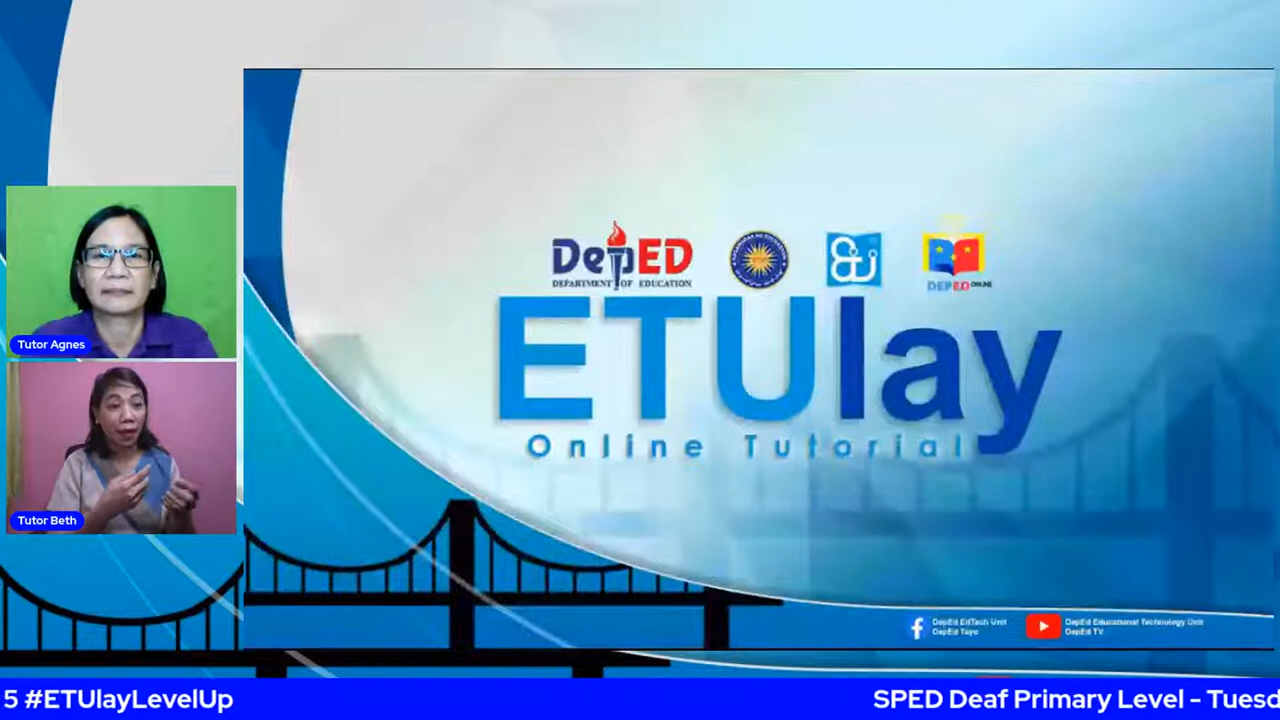 DepED
DEPARTMENT OF EDUCATION
DEPED ONLINE
ETUlay
Online Tutorial
Tutor Agnes
Tutor Beth
DepEd EdTech Unit
DepEd Tayo
DepEd Educational Technology Unit
DepEd TV
5 #ETUlayLevelUp
SPED Deaf Primary Level - Tuesd